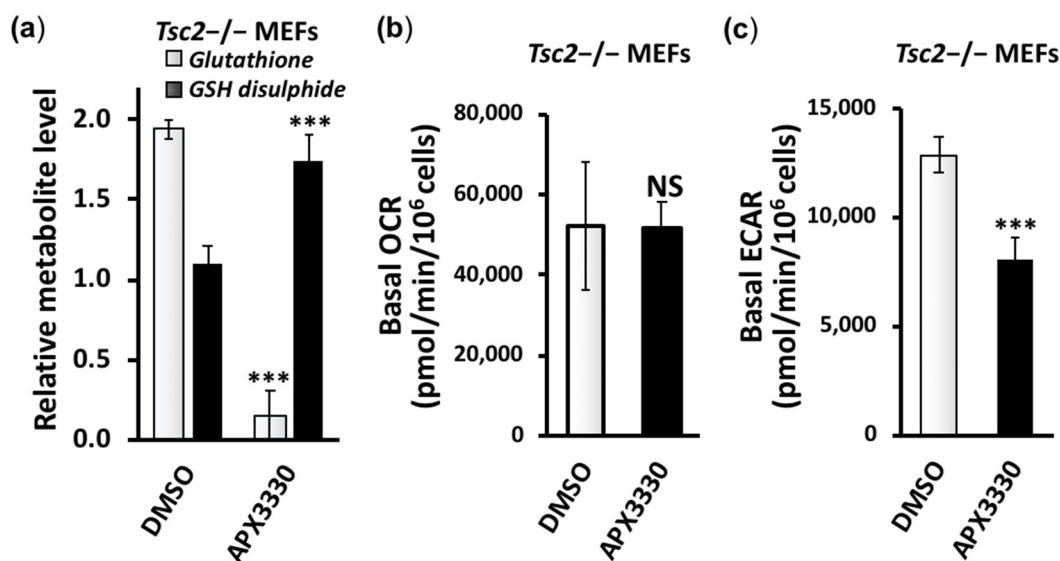 (a)
Tsc2−/− MEFs
Glutathione
GSH disulphide
Relative metabolite level
2.0
1.5
1.0
0.5
0.0
***
***
DMSO
APX3330
(b)
Tsc2−/− MEFs
Basal OCR
(pmol/min/10⁶ cells)
80,000
60,000
40,000
20,000
0
NS
DMSO
APX3330
(c)
Tsc2−/− MEFs
Basal ECAR
(pmol/min/10⁶ cells)
15,000
10,000
5,000
0
***
DMSO
APX3330